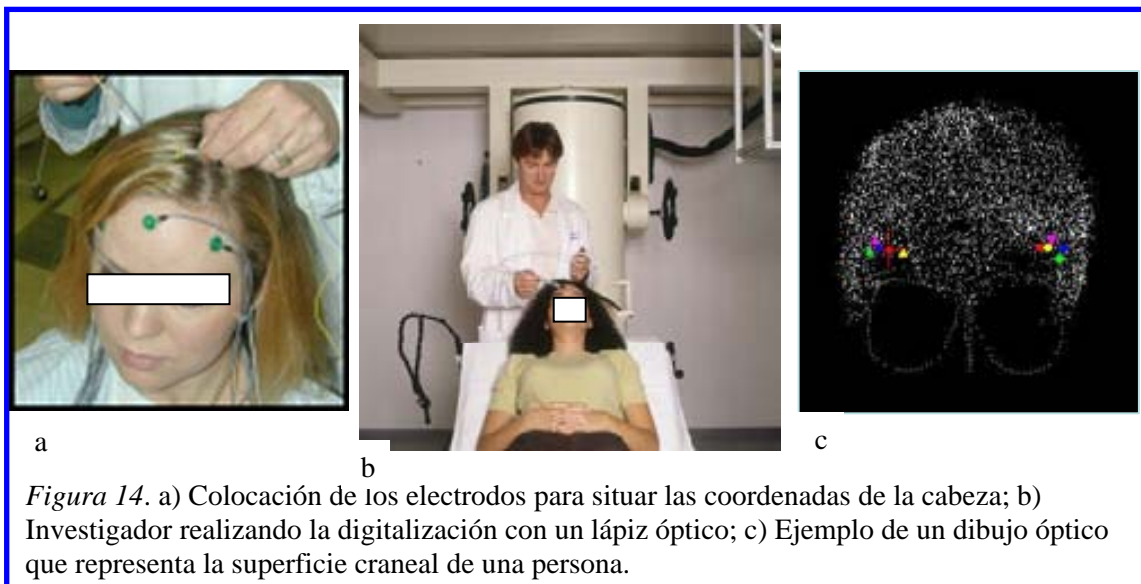 a
b
c
Figura 14. a) Colocación de los electrodos para situar las coordenadas de la cabeza; b)
Investigador realizando la digitalización con un lápiz óptico; c) Ejemplo de un dibujo óptico
que representa la superficie craneal de una persona.